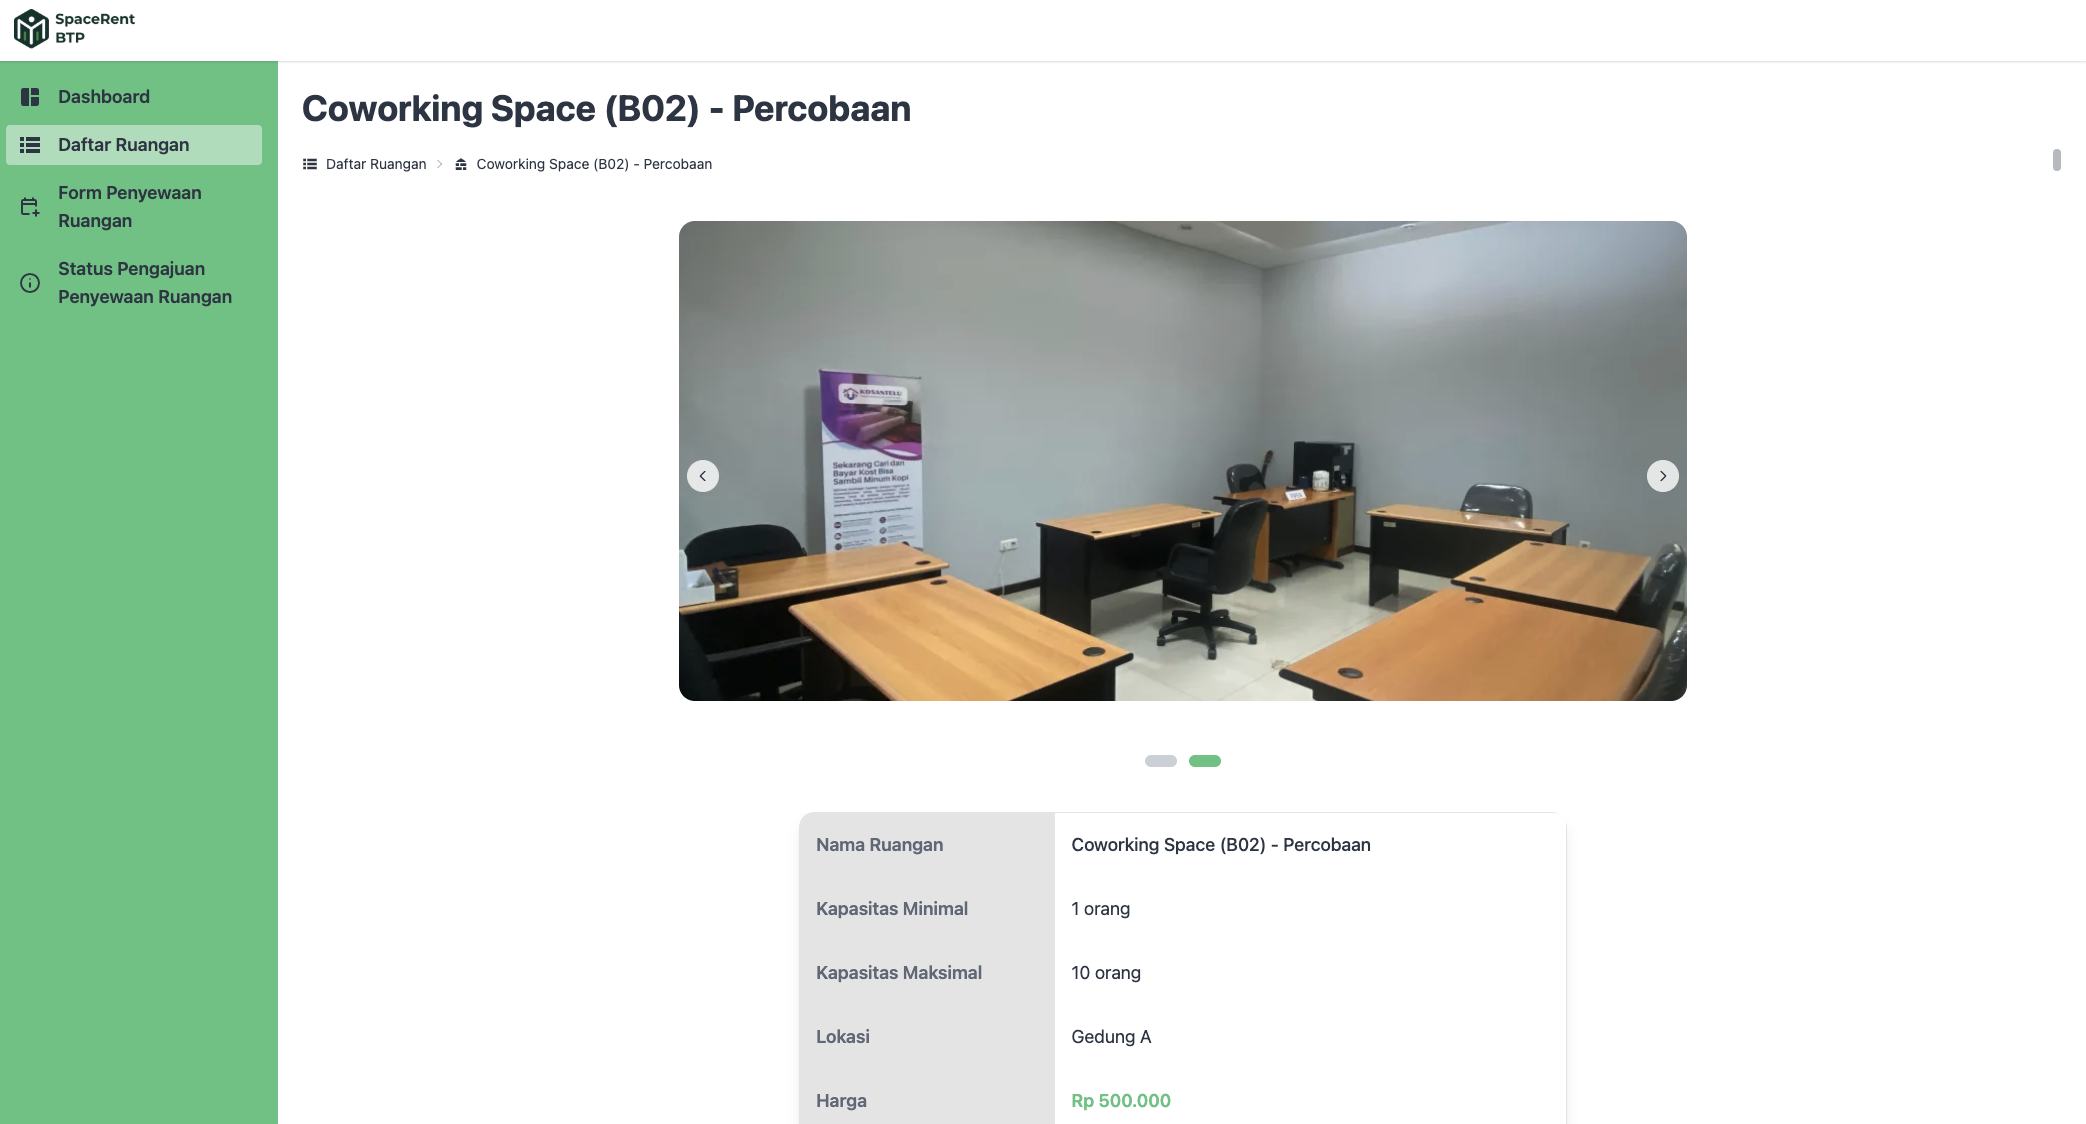 SpaceRent
BTP
Dashboard
Daftar Ruangan
Form Penyewaan
Ruangan
Status Pengajuan
Penyewaan Ruangan
Coworking Space (B02) - Percobaan
Daftar Ruangan
Coworking Space (B02) - Percobaan
KOSASTELU
Sekarang Cari dan
Bayar Kost Bisa
Sambil Minum Kopi
Nama Ruangan
Coworking Space (B02) - Percobaan
Kapasitas Minimal
1 orang
Kapasitas Maksimal
10 orang
Lokasi
Gedung A
Harga
Rp 500.000